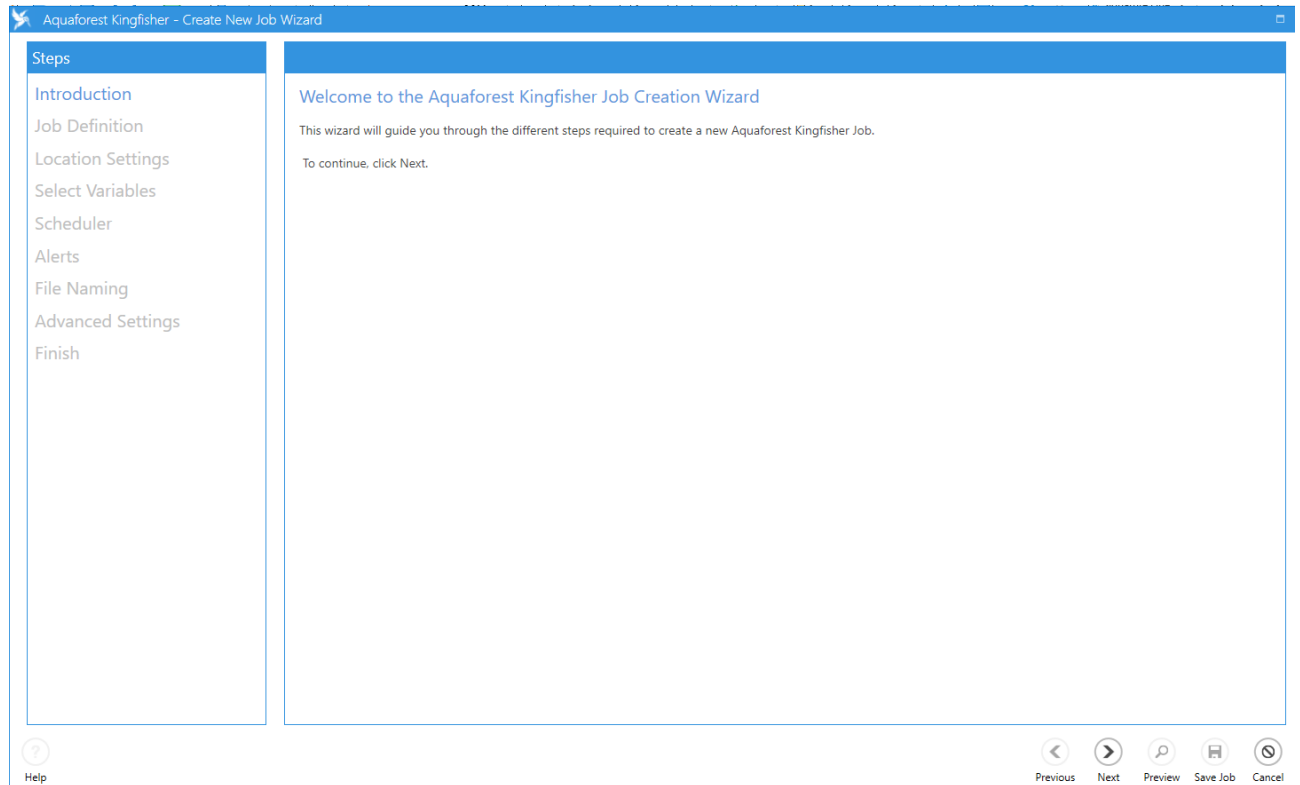 Aquaforest Kingfisher - Create New Job Wizard
Steps
Introduction
Job Definition
Location Settings
Select Variables
Scheduler
Alerts
File Naming
Advanced Settings
Finish
Welcome to the Aquaforest Kingfisher Job Creation Wizard
This wizard will guide you through the different steps required to create a new Aquaforest Kingfisher Job.
To continue, click Next.
?
Help
Previous Next Preview Save Job Cancel